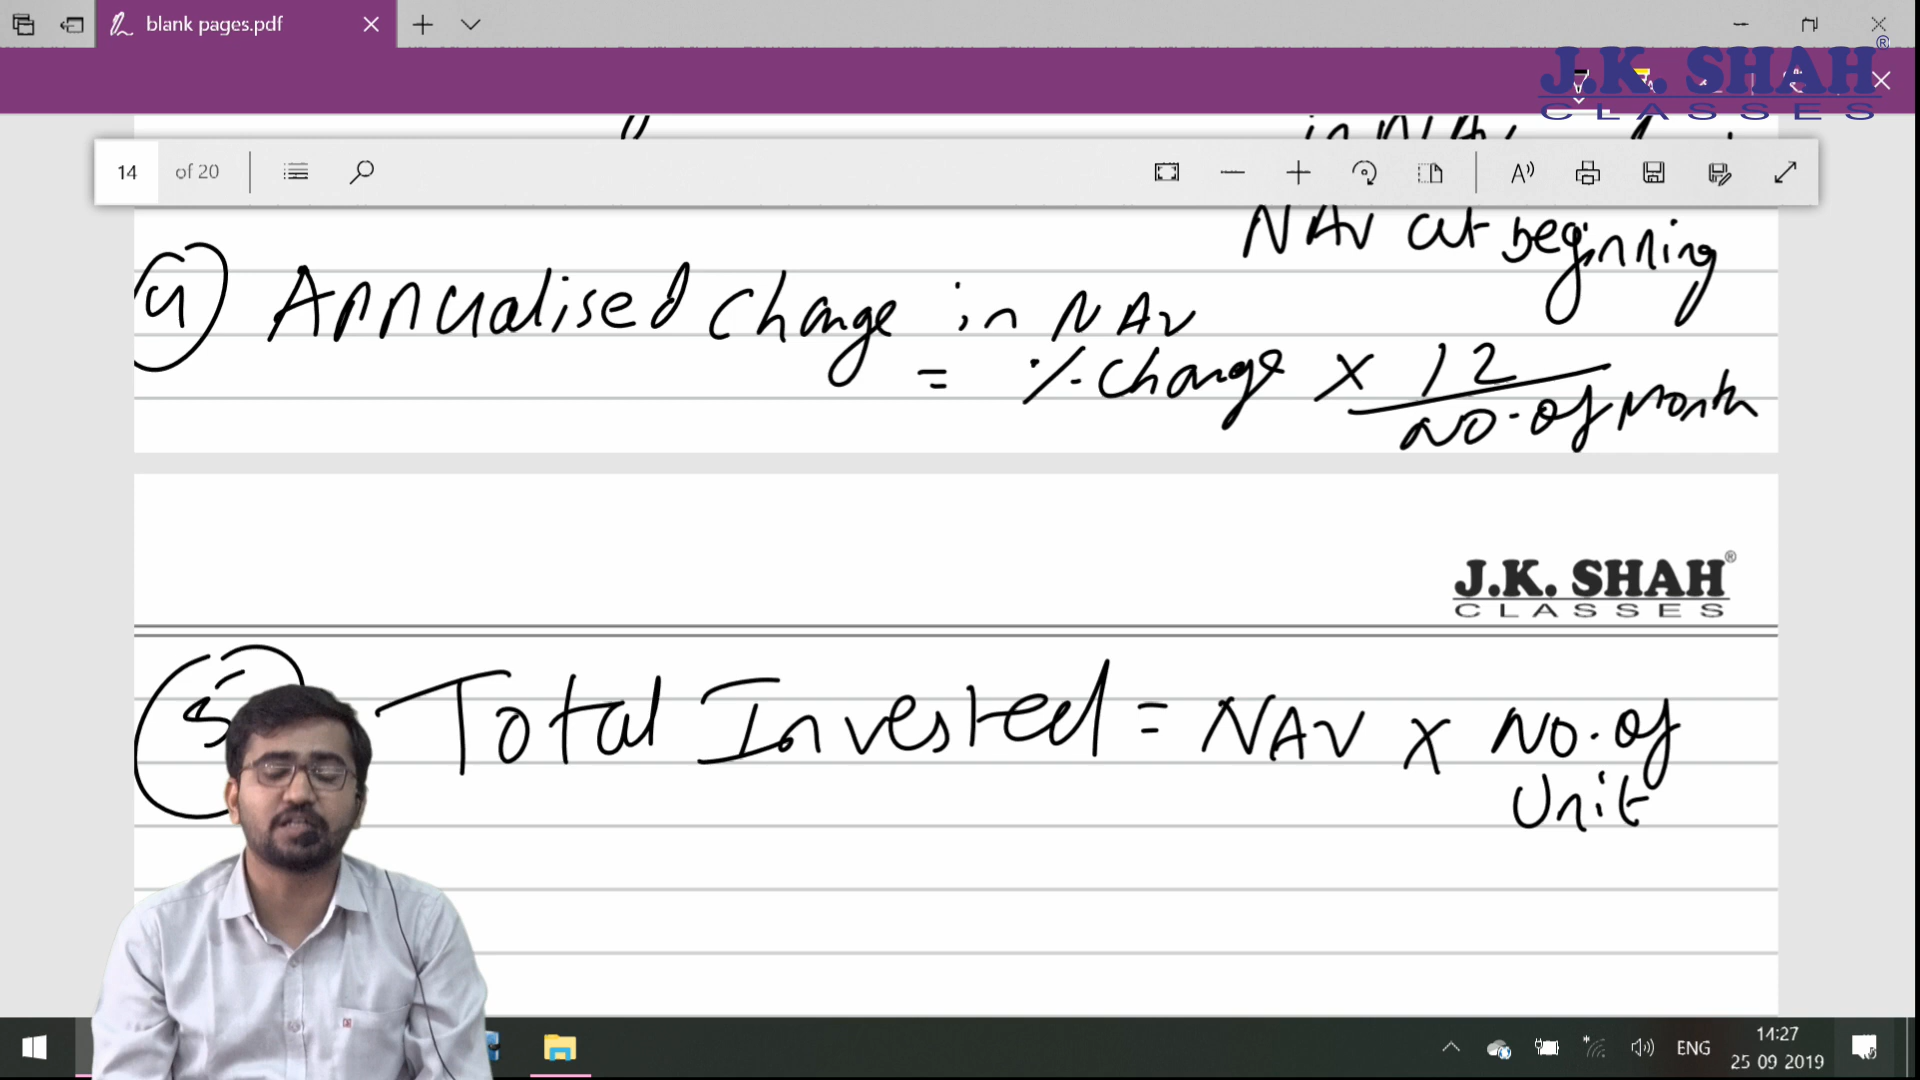 blank pages.pdf
J.K. SHAH®
CLASSES
14 of 20
NAV at beginning
4 Annualised Change in NAV
= % Change × 12
No. of Month
J.K. SHAH®
CLASSES
5 Total Invested = NAV × No. of
Unit
ENG
14:27
25 09 2019